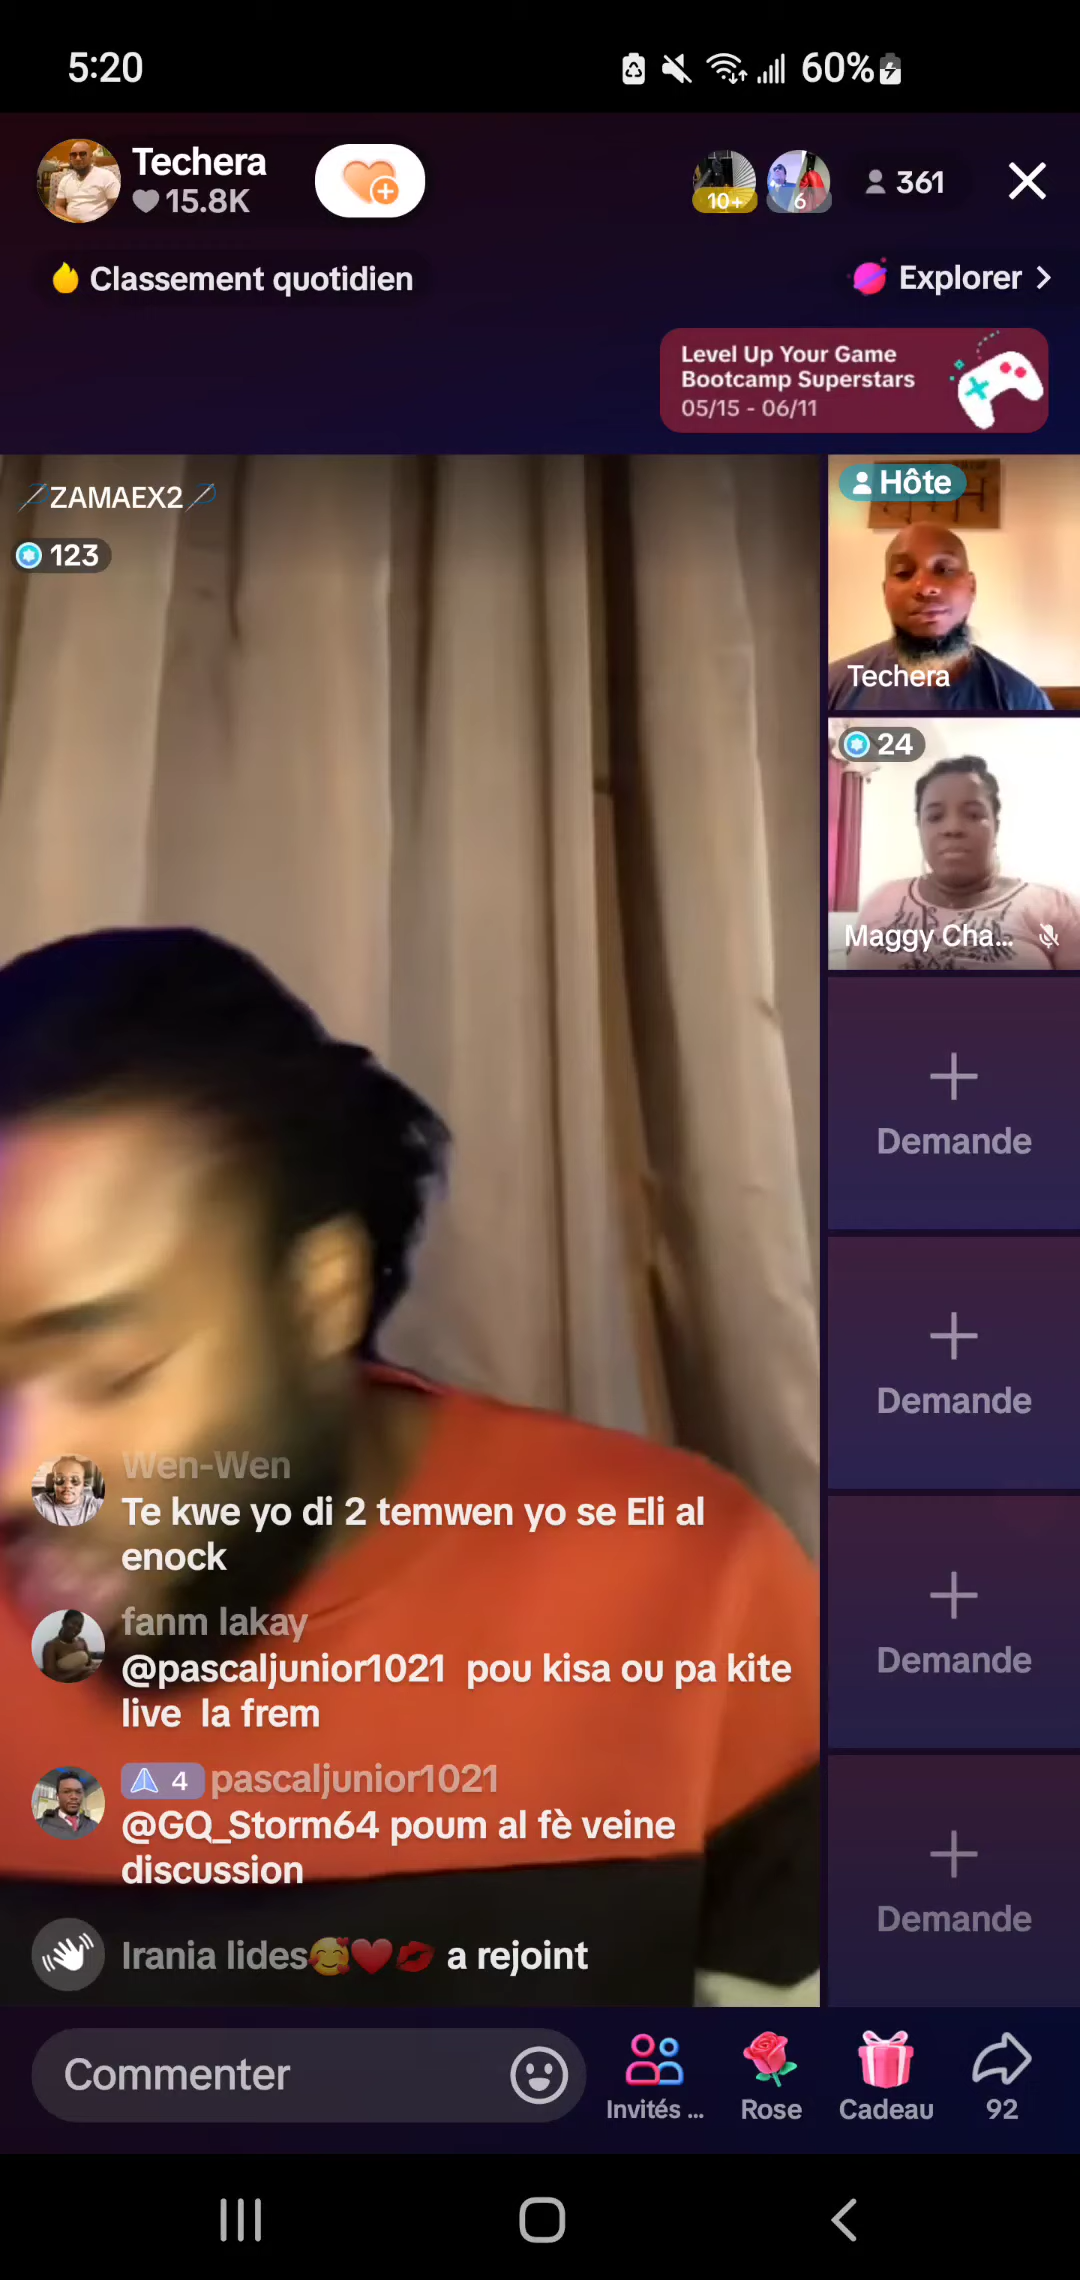 5:20
60%
Techera
15.8K
10+
6
361
Classement quotidien
Explorer
Level Up Your Game
Bootcamp Superstars
05/15 - 06/11
ZAMAEX2
123
Hôte
Techera
24
Maggy Cha...
Demande
Demande
Demande
Demande
Wen-Wen
Te kwe yo di 2 temwen yo se Eli al
enock
fanm lakay
@pascaljunior1021 pou kisa ou pa kite
live la frem
4 pascaljunior1021
@GQ_Storm64 poum al fè veine
discussion
Irania lides🥰❤️💋 a rejoint
Commenter
Invités ...
Rose
Cadeau
92